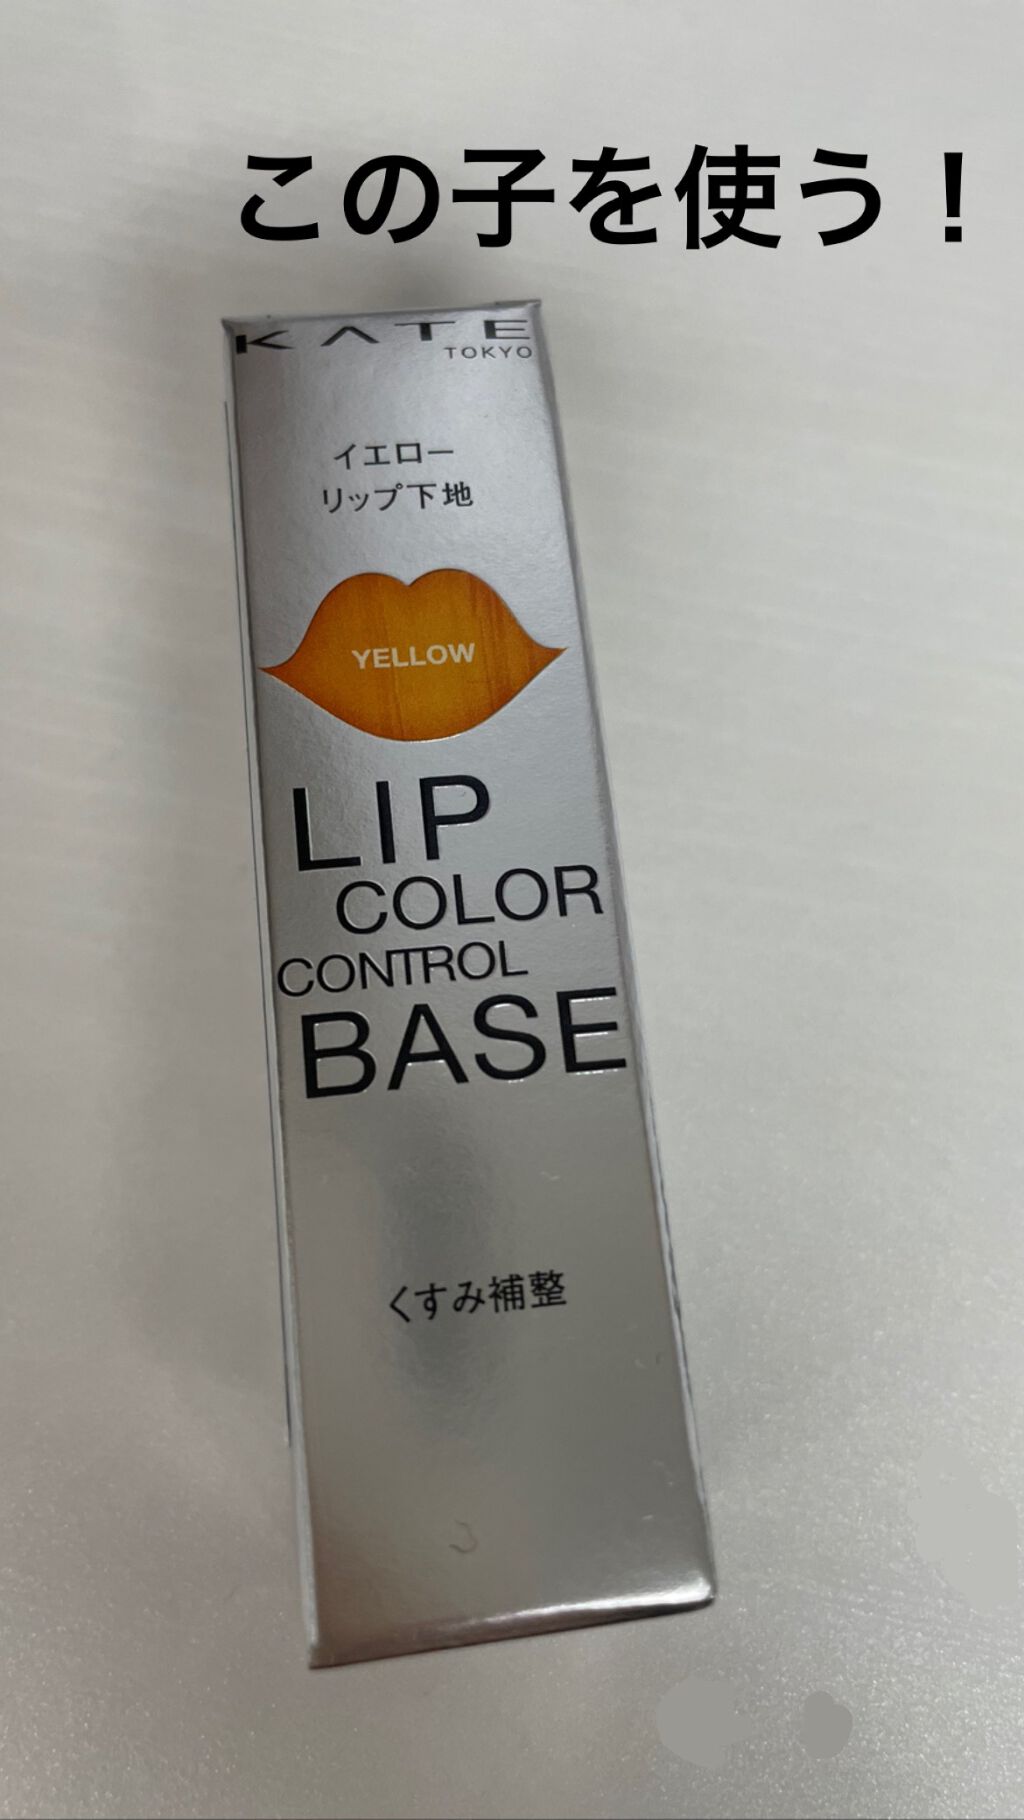 この子を使う！
KATE
TOKYO
イエロー
リップ下地
YELLOW
LIP
COLOR
CONTROL
BASE
くすみ補整